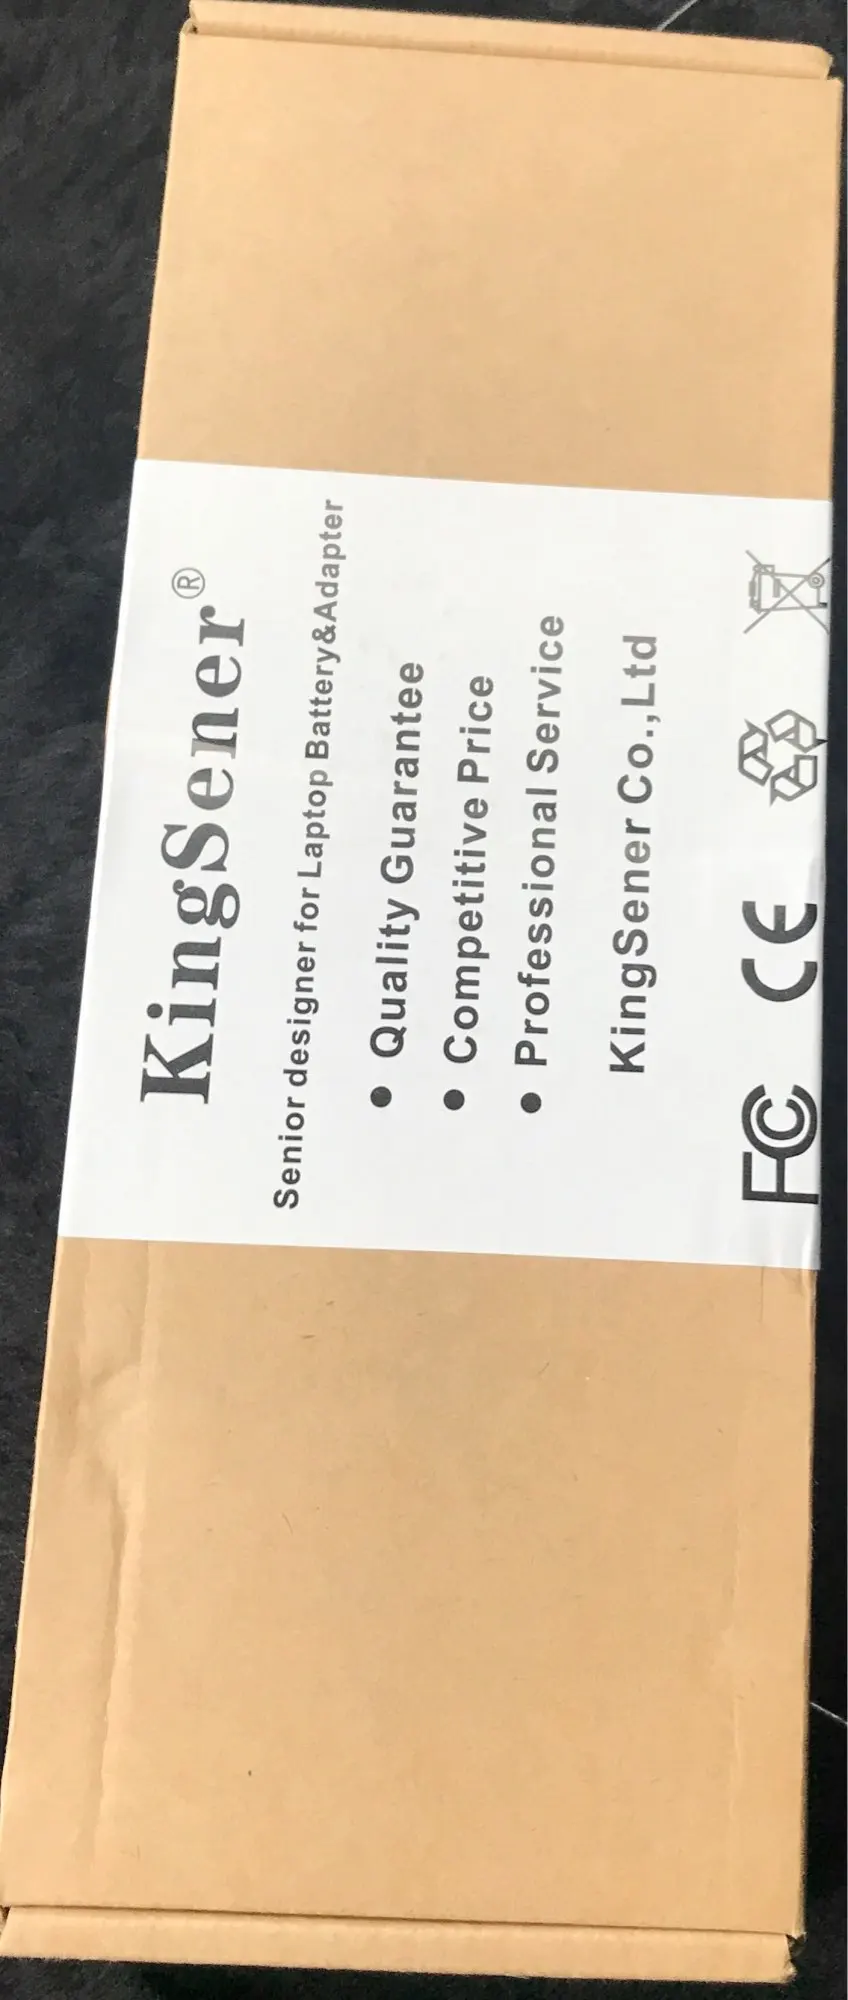 KingSener®
Senior designer for Laptop Battery&Adapter
● Quality Guarantee
● Competitive Price
● Professional Service
KingSener Co.,Ltd
FC CE